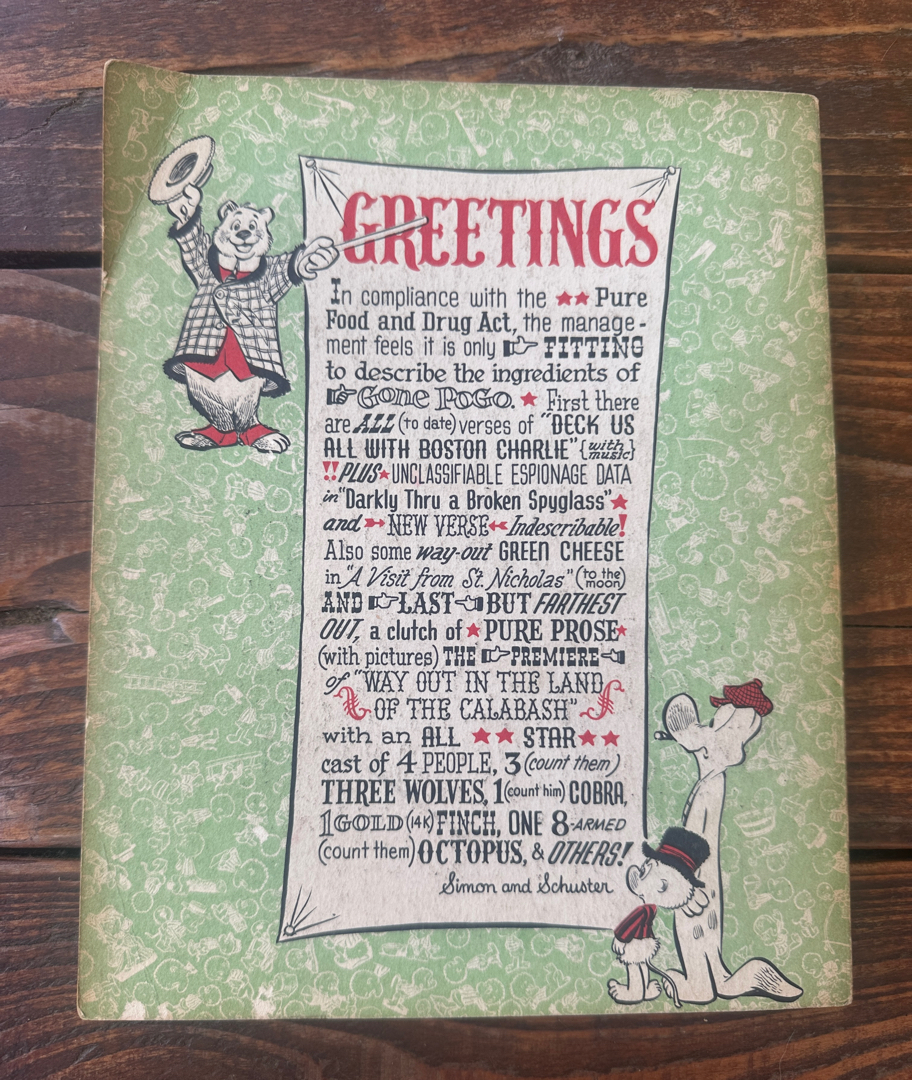 GREETINGS
In compliance with the ★★ Pure
Food and Drug Act, the manage-
ment feels it is only FITTING
to describe the ingredients of
Gone PoGo. ★ First there
are ALL (to date) verses of "DECK US
ALL WITH BOSTON CHARLIE" {with music}
!! PLUS ★ UNCLASSIFIABLE ESPIONAGE DATA
in "Darkly Thru a Broken Spyglass" ★
and NEW VERSE Indescribable!
Also some way-out GREEN CHEESE
in "A Visit from St. Nicholas" (to the moon)
AND LAST BUT FARTHEST
OUT, a clutch of ★ PURE PROSE ★
(with pictures) THE PREMIERE
of "WAY OUT IN THE LAND
OF THE CALABASH"
with an ALL ★★ STAR ★★
cast of 4 PEOPLE, 3 (count them)
THREE WOLVES, 1 (count him) COBRA,
1 GOLD (14K) FINCH, ONE 8-ARMED
(count them) OCTOPUS, & OTHERS!
Simon and Schuster